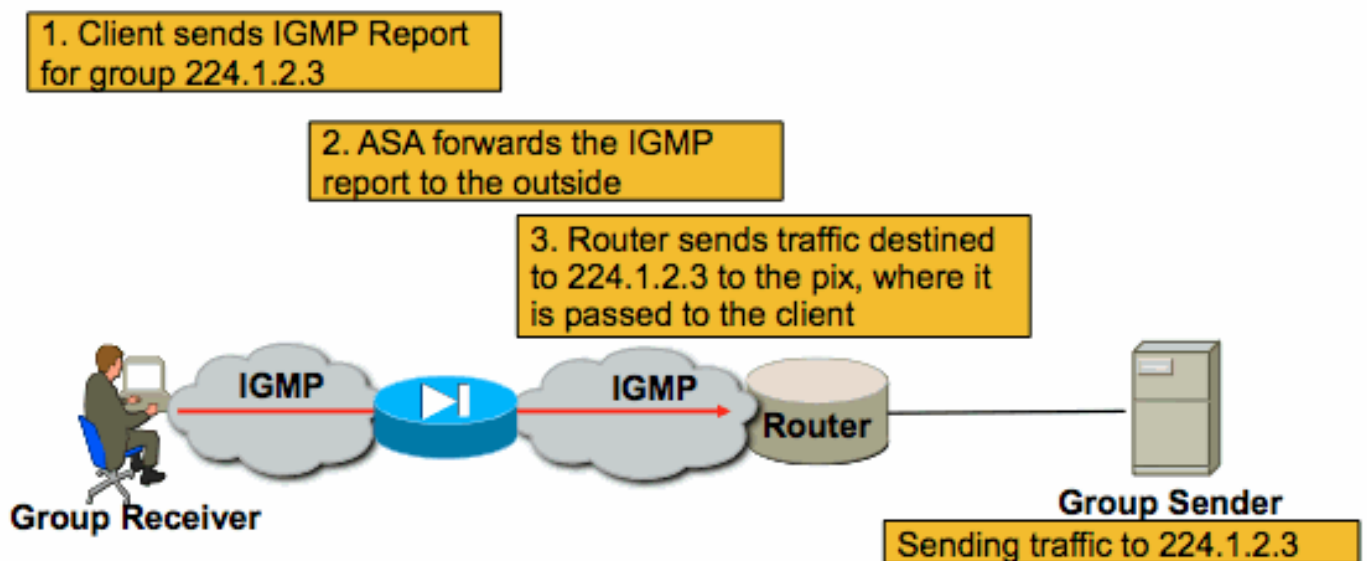 1. Client sends IGMP Report
for group 224.1.2.3
2. ASA forwards the IGMP
report to the outside
3. Router sends traffic destined
to 224.1.2.3 to the pix, where it
is passed to the client
IGMP
IGMP
Router
Group Receiver
Group Sender
Sending traffic to 224.1.2.3